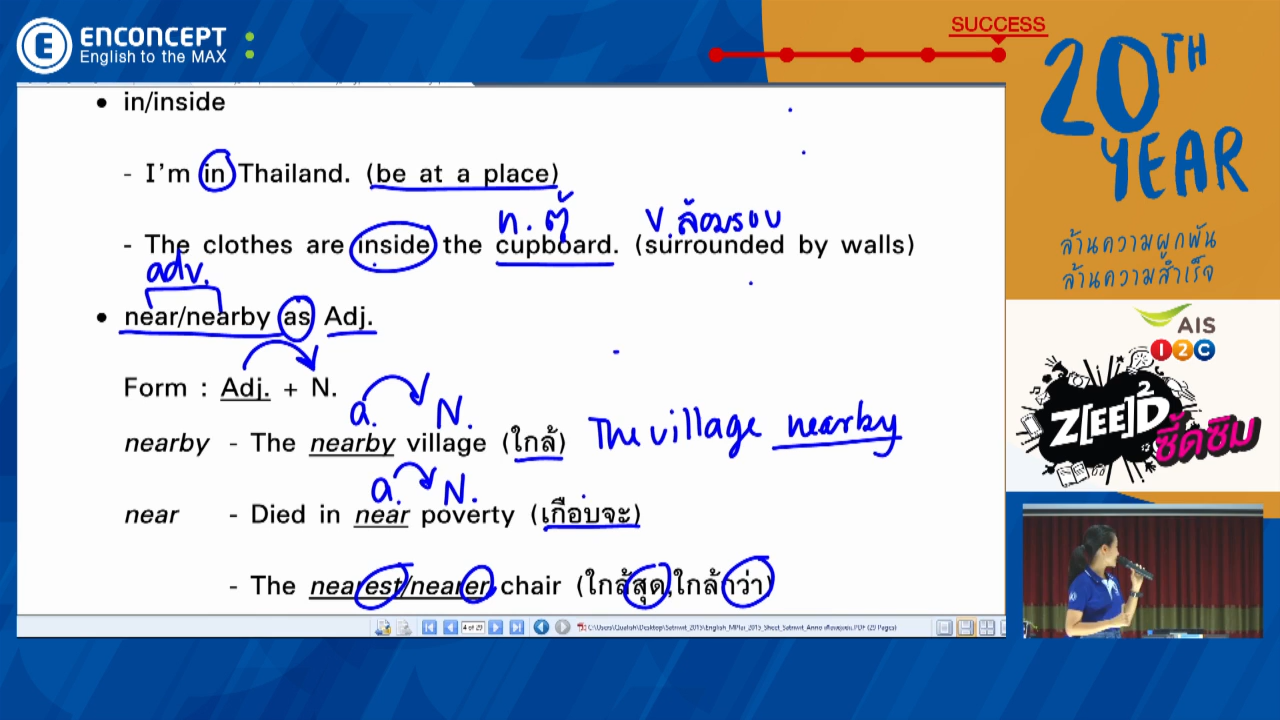 ENCONCEPT
English to the MAX
SUCCESS
20TH
YEAR
ล้านความผูกพัน
ล้านความสำเร็จ
• in/inside
- I'm in Thailand. (be at a place)
n. ตู้ v. ล้อมรอบ
- The clothes are inside the cupboard. (surrounded by walls)
adv.
• near/nearby as Adj.
Form : Adj. + N.
a. N.
nearby - The nearby village (ใกล้) The village nearby
a. N.
near - Died in near poverty (เกือบจะ)
- The nearest/nearer chair (ใกล้สุด,ใกล้กว่า)
AIS
I2C
Z[EE]D2
ซี้ดซิม
4 of 29